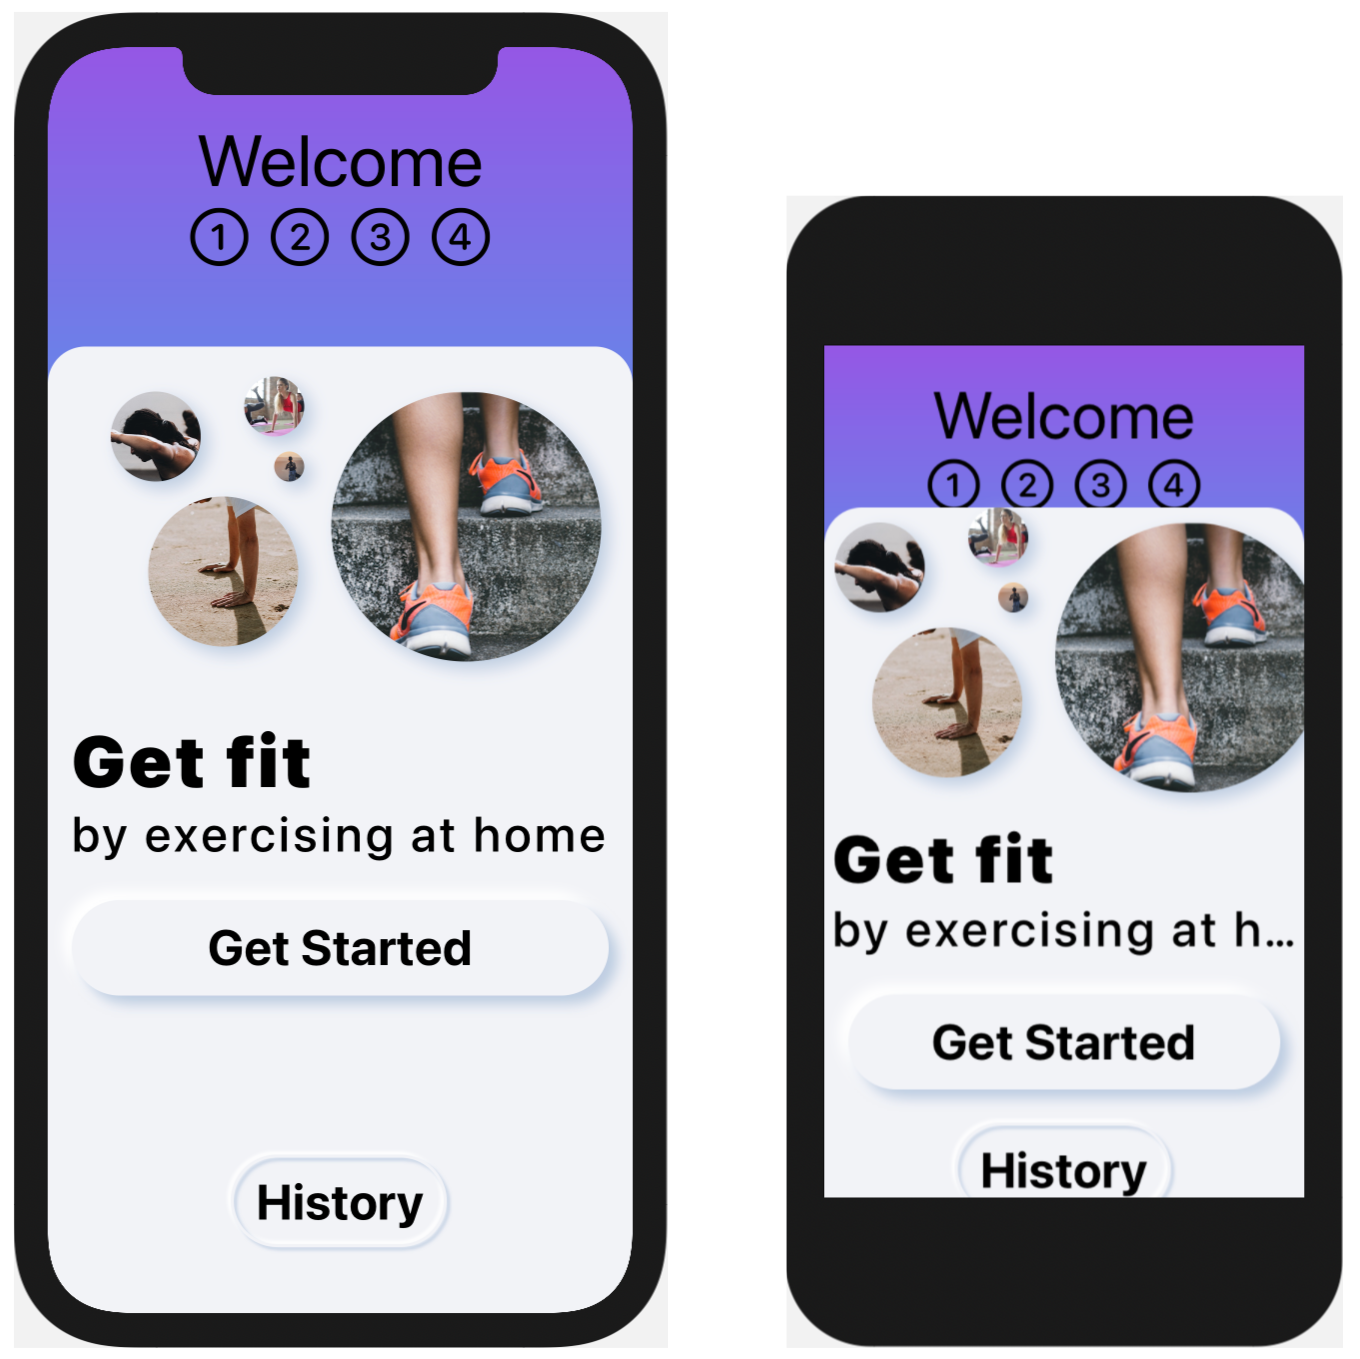 Welcome
1 2 3 4
Get fit
by exercising at home
Get Started
History
Welcome
1 2 3 4
Get fit
by exercising at h...
Get Started
History